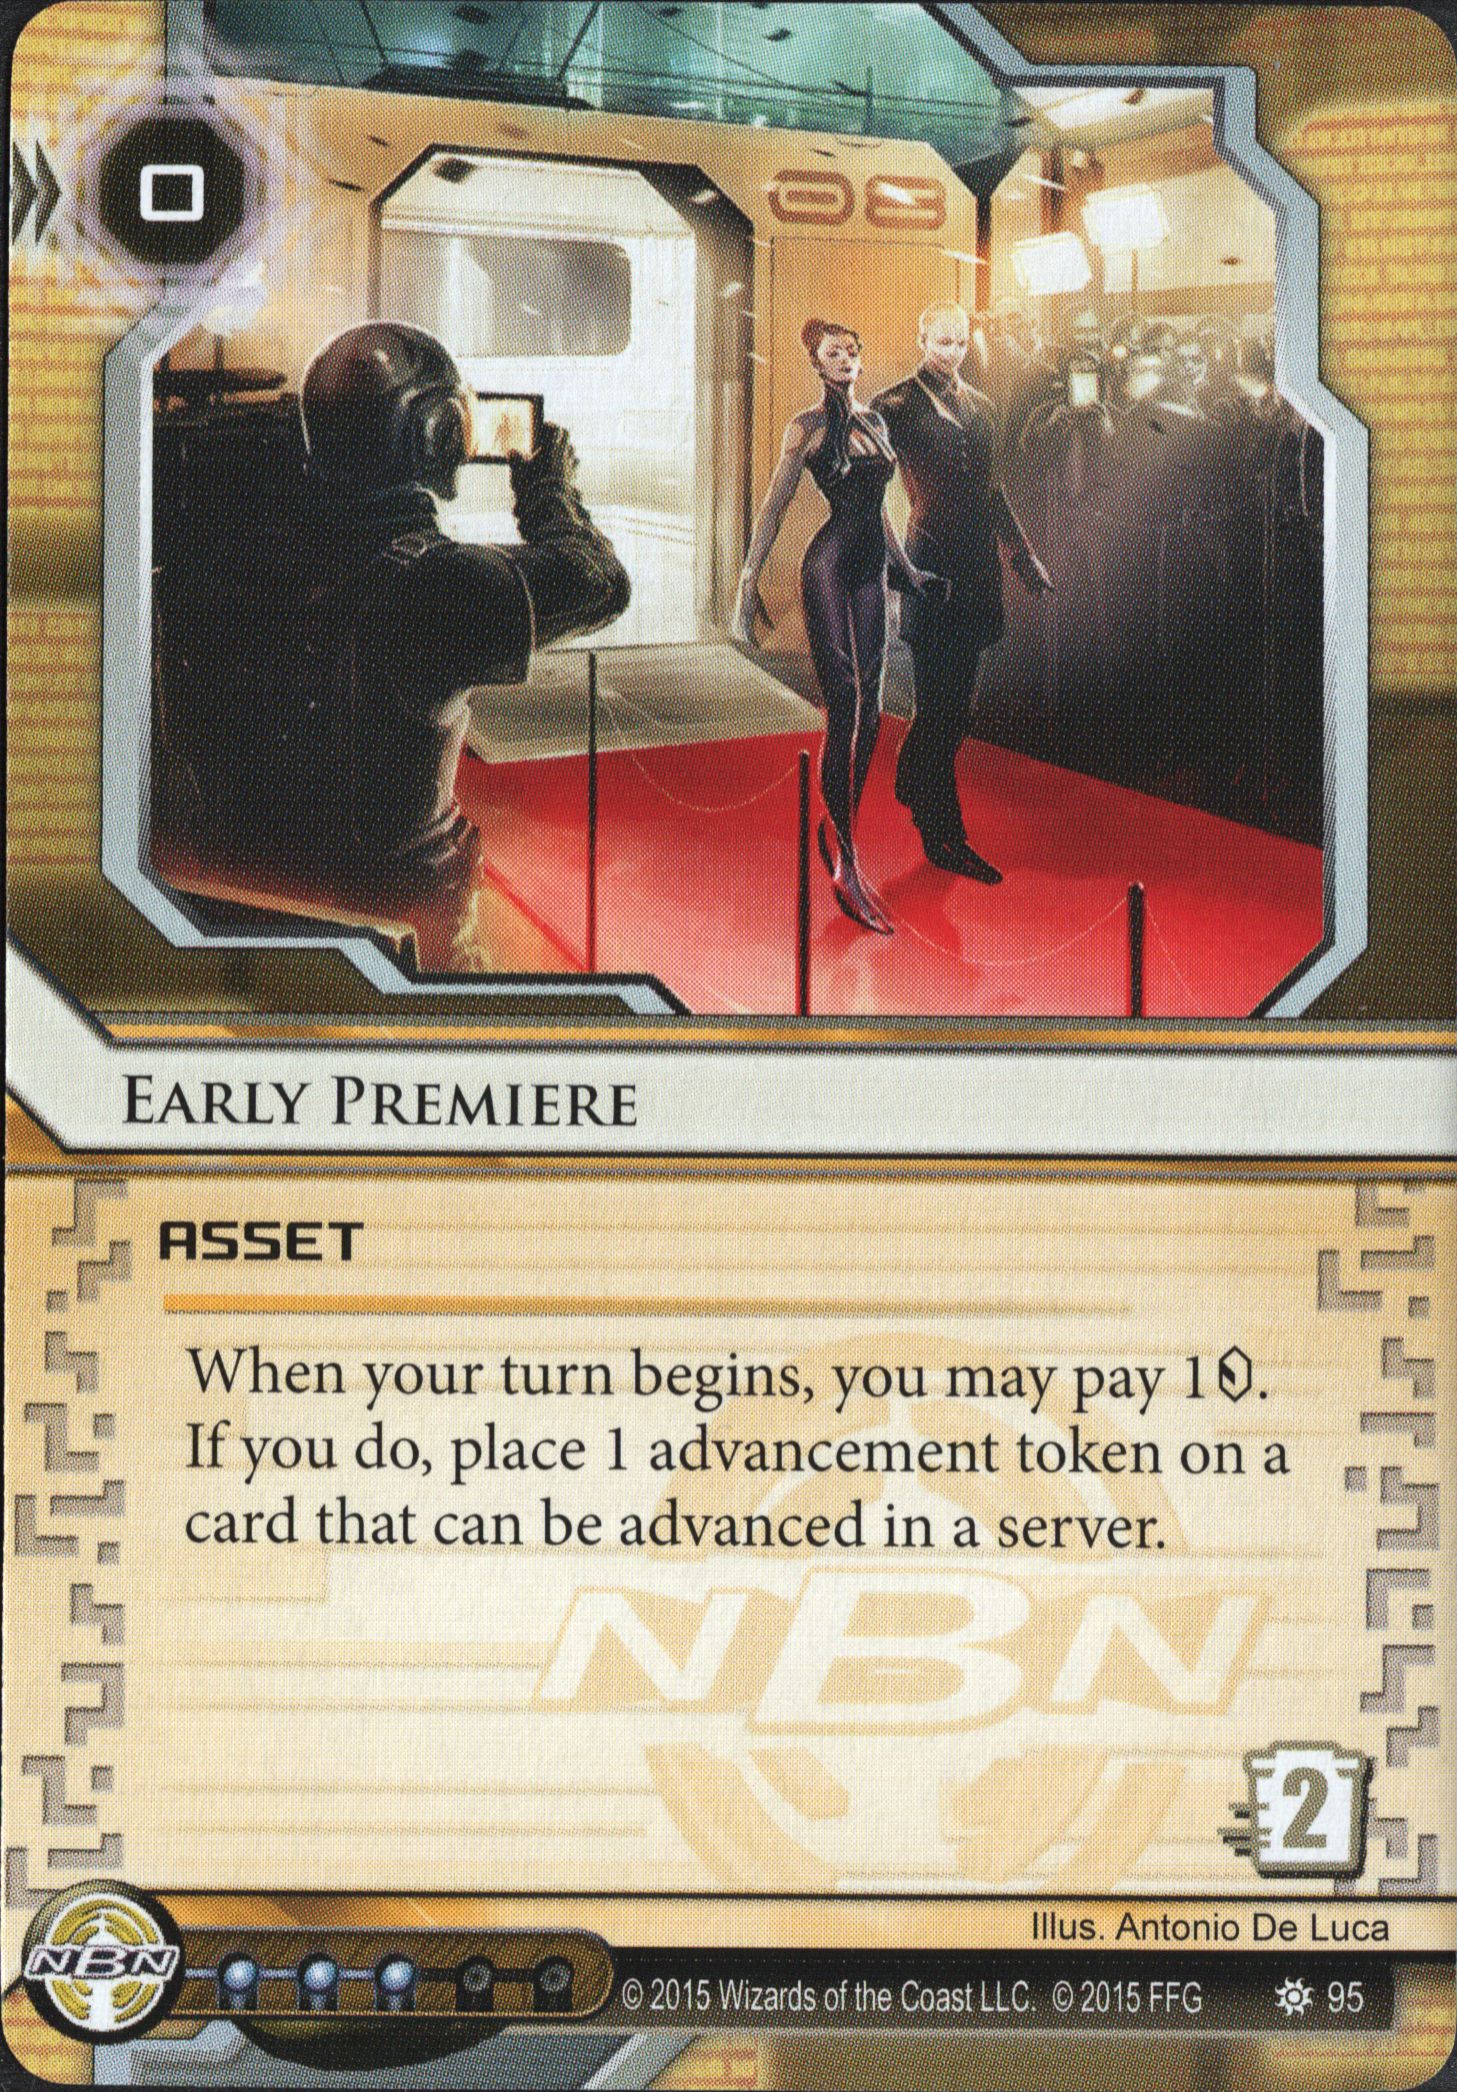 0
08
EARLY PREMIERE
ASSET
When your turn begins, you may pay 1.
If you do, place 1 advancement token on a
card that can be advanced in a server.
NBN
2
Illus. Antonio De Luca
NBN
© 2015 Wizards of the Coast LLC. © 2015 FFG 95